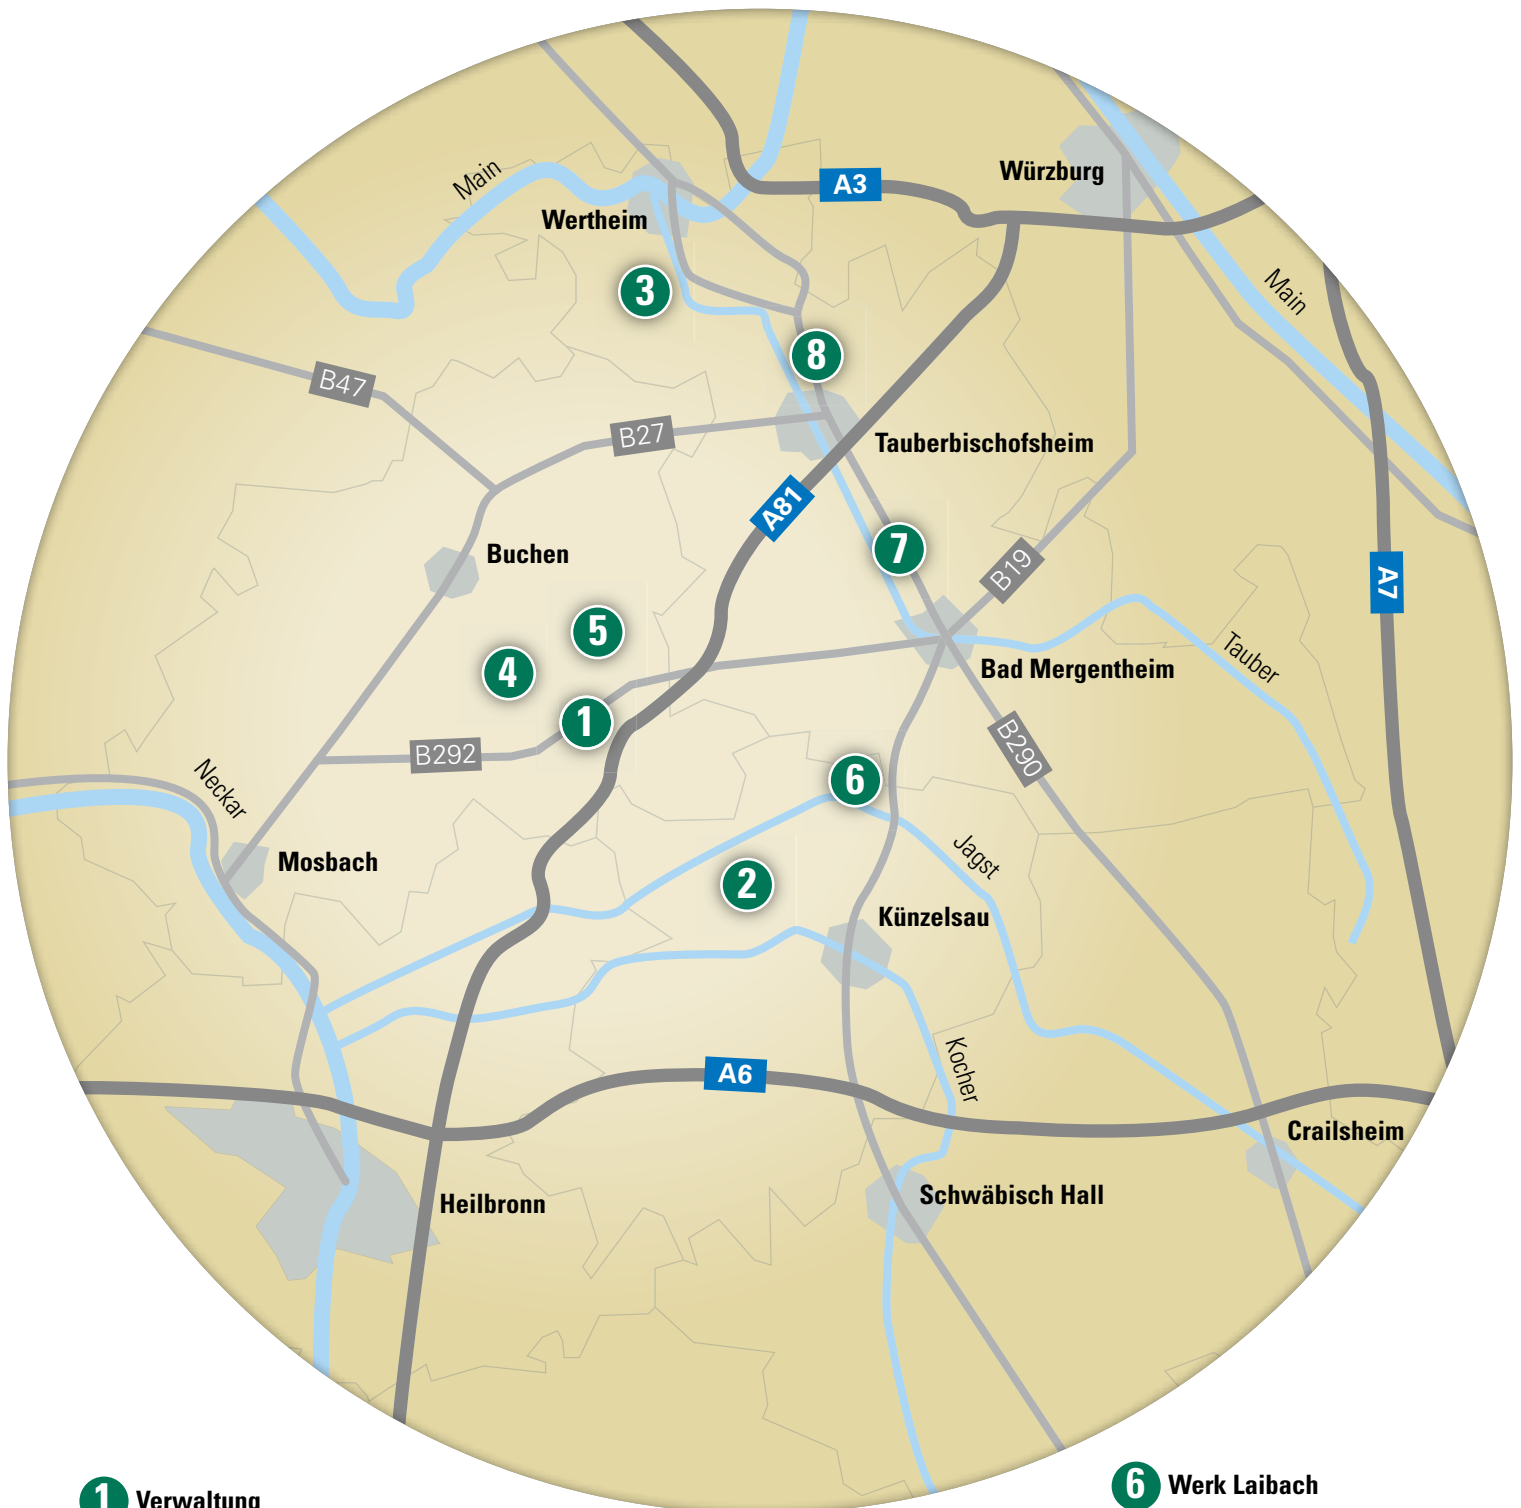 Main
A3
Würzburg
Wertheim
3
Main
8
B47
B27
Tauberbischofsheim
A81
7
B19
Buchen
A7
5
4
Tauber
Bad Mergentheim
1
B292
B290
6
Neckar
Mosbach
Jagst
2
Künzelsau
Kocher
A6
Crailsheim
Heilbronn
Schwäbisch Hall
1 Verwaltung
6 Werk Laibach